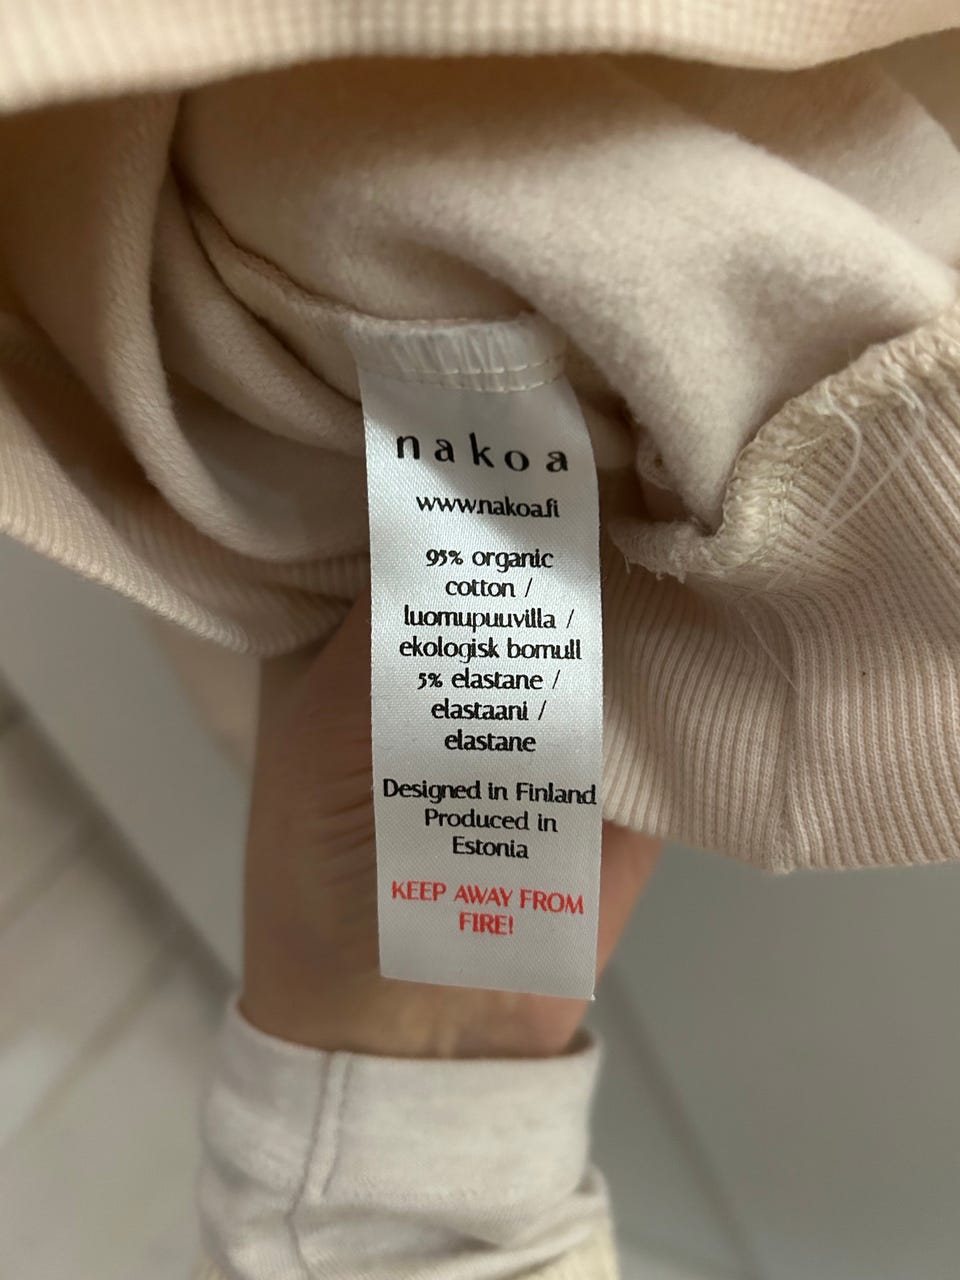 nakoa
www.nakoa.fi
95% organic
cotton /
luomupuuvilla /
ekologisk bomull
5% elastane /
elastaani /
elastane
Designed in Finland
Produced in
Estonia
KEEP AWAY FROM
FIRE!